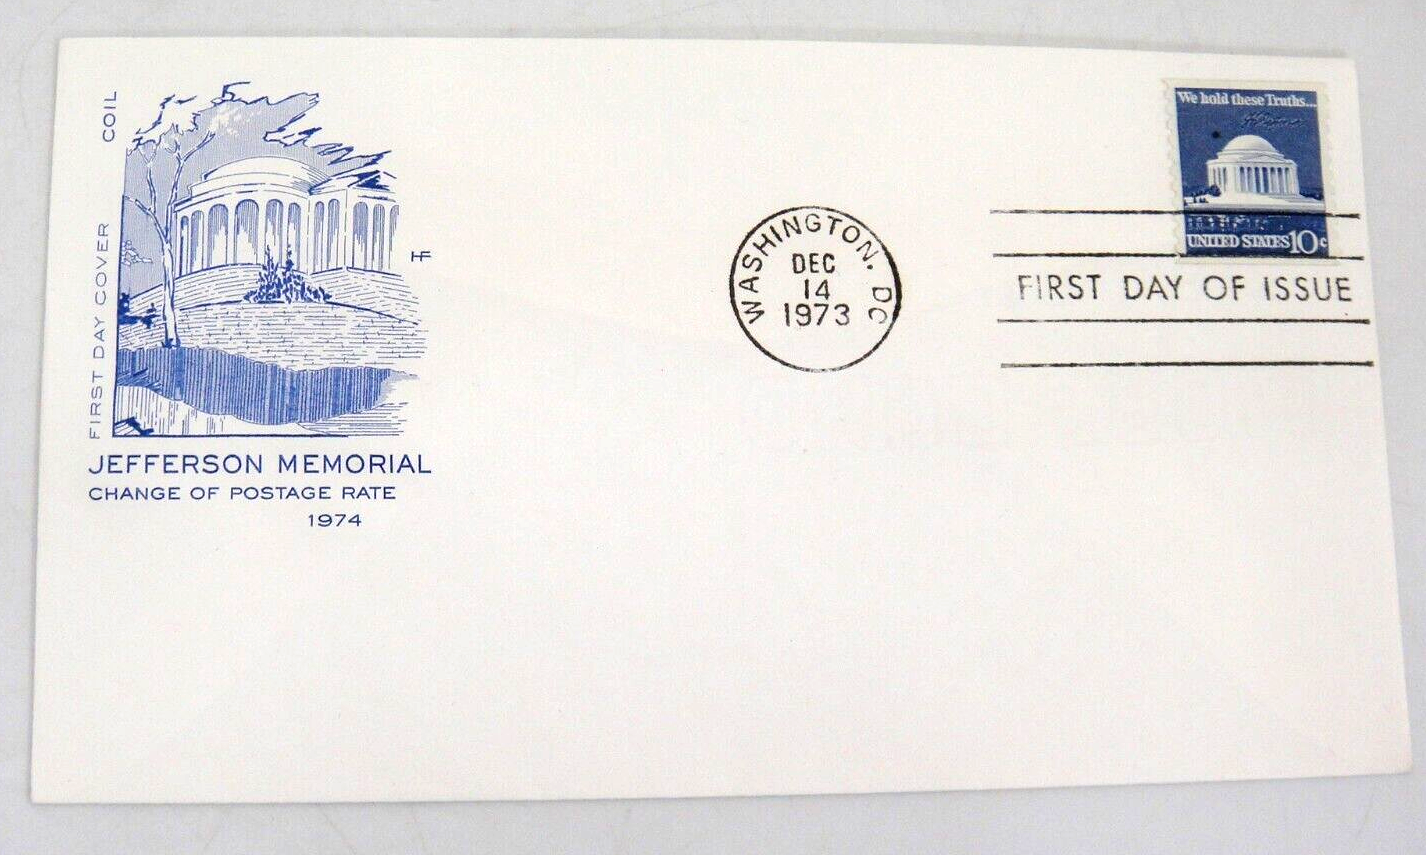 COIL
FIRST DAY COVER
HF
JEFFERSON MEMORIAL
CHANGE OF POSTAGE RATE
1974
WASHINGTON. DC
DEC
14
1973
We hold these Truths...
UNITED STATES 10c
FIRST DAY OF ISSUE